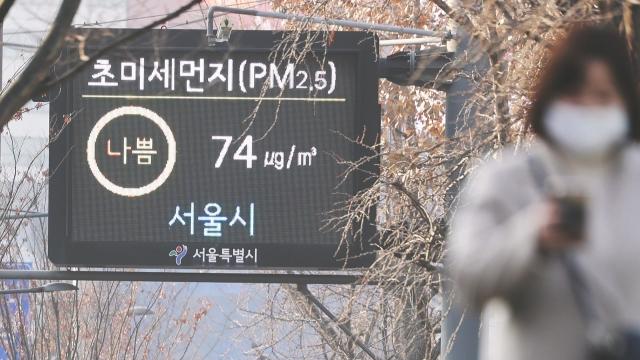 초미세먼지(PM2.5)
나쁨
74 ㎍/㎥
서울시
서울특별시